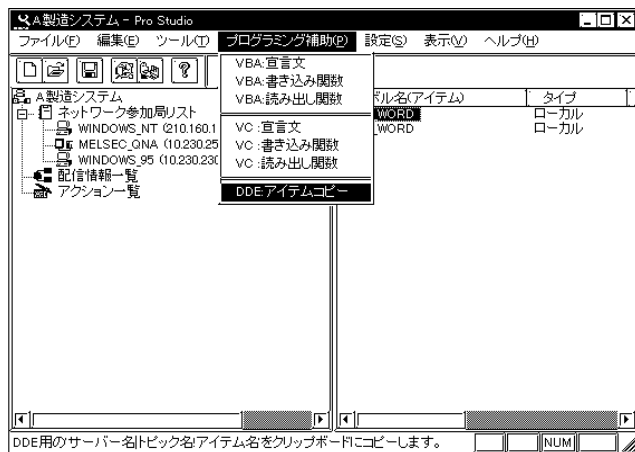 A製造システム - Pro Studio
ファイル(F) 編集(E) ツール(T) プログラミング補助(P) 設定(S) 表示(V) ヘルプ(H)
VBA:宣言文
VBA:書き込み関数
VBA:読み出し関数
VC :宣言文
VC :書き込み関数
VC :読み出し関数
DDE:アイテムコピー
A製造システム
ネットワーク参加局リスト
WINDOWS_NT (210.160.1
MELSEC_QNA (10.230.25
WINDOWS_95 (10.230.230
配信情報一覧
アクション一覧
ボル名(アイテム) タイプ
WORD ローカル
_WORD ローカル
DDE用のサーバー名|トピック名!アイテム名をクリップボードにコピーします。 NUM